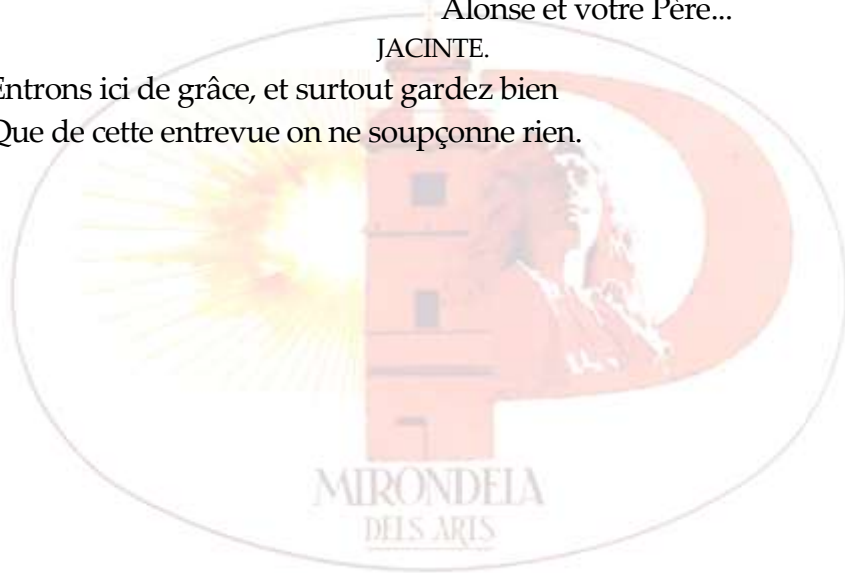 Alonse et votre Père...
JACINTE.
Entrons ici de grâce, et surtout gardez bien
Que de cette entrevue on ne soupçonne rien.
MIRONDELA
DELS ARTS